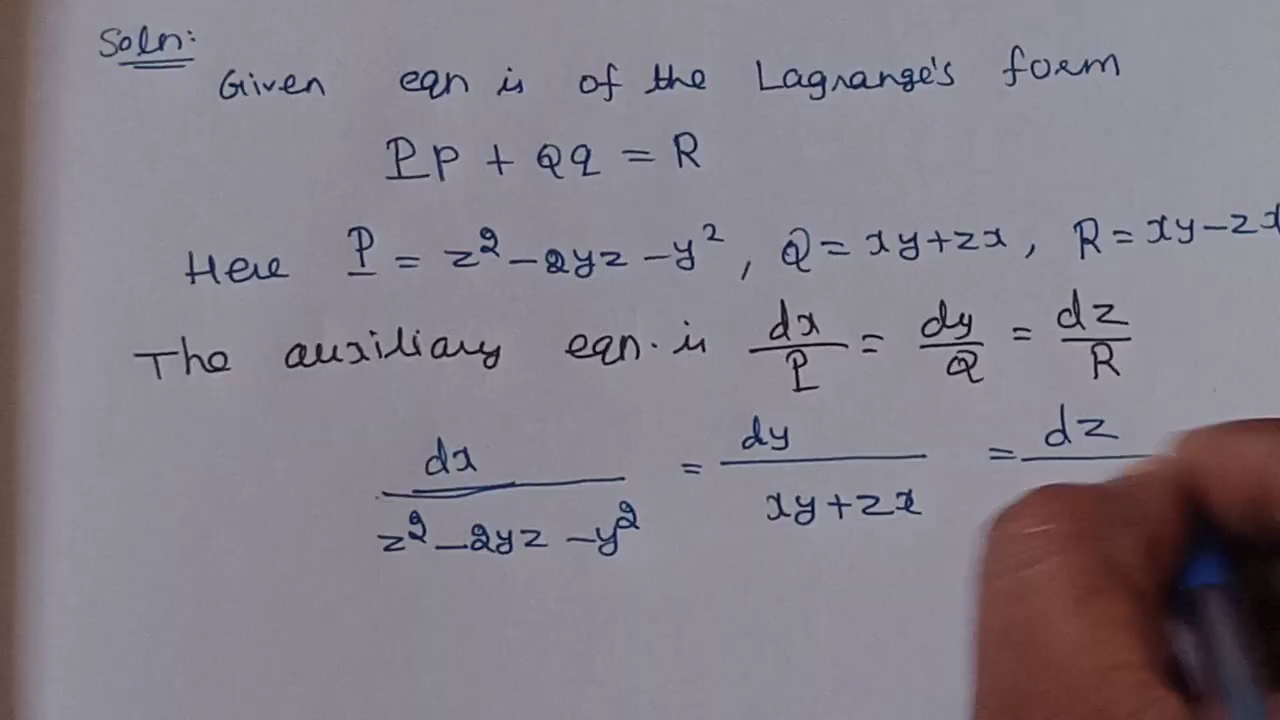 Soln:
Given eqn is of the Lagrange's form
Pp + Qq = R
Here P = z² – 2yz – y², Q = xy+zx, R = xy–zx
The auxiliary eqn. is dx/P = dy/Q = dz/R
dx/(z² – 2yz – y²) = dy/(xy+zx) = dz